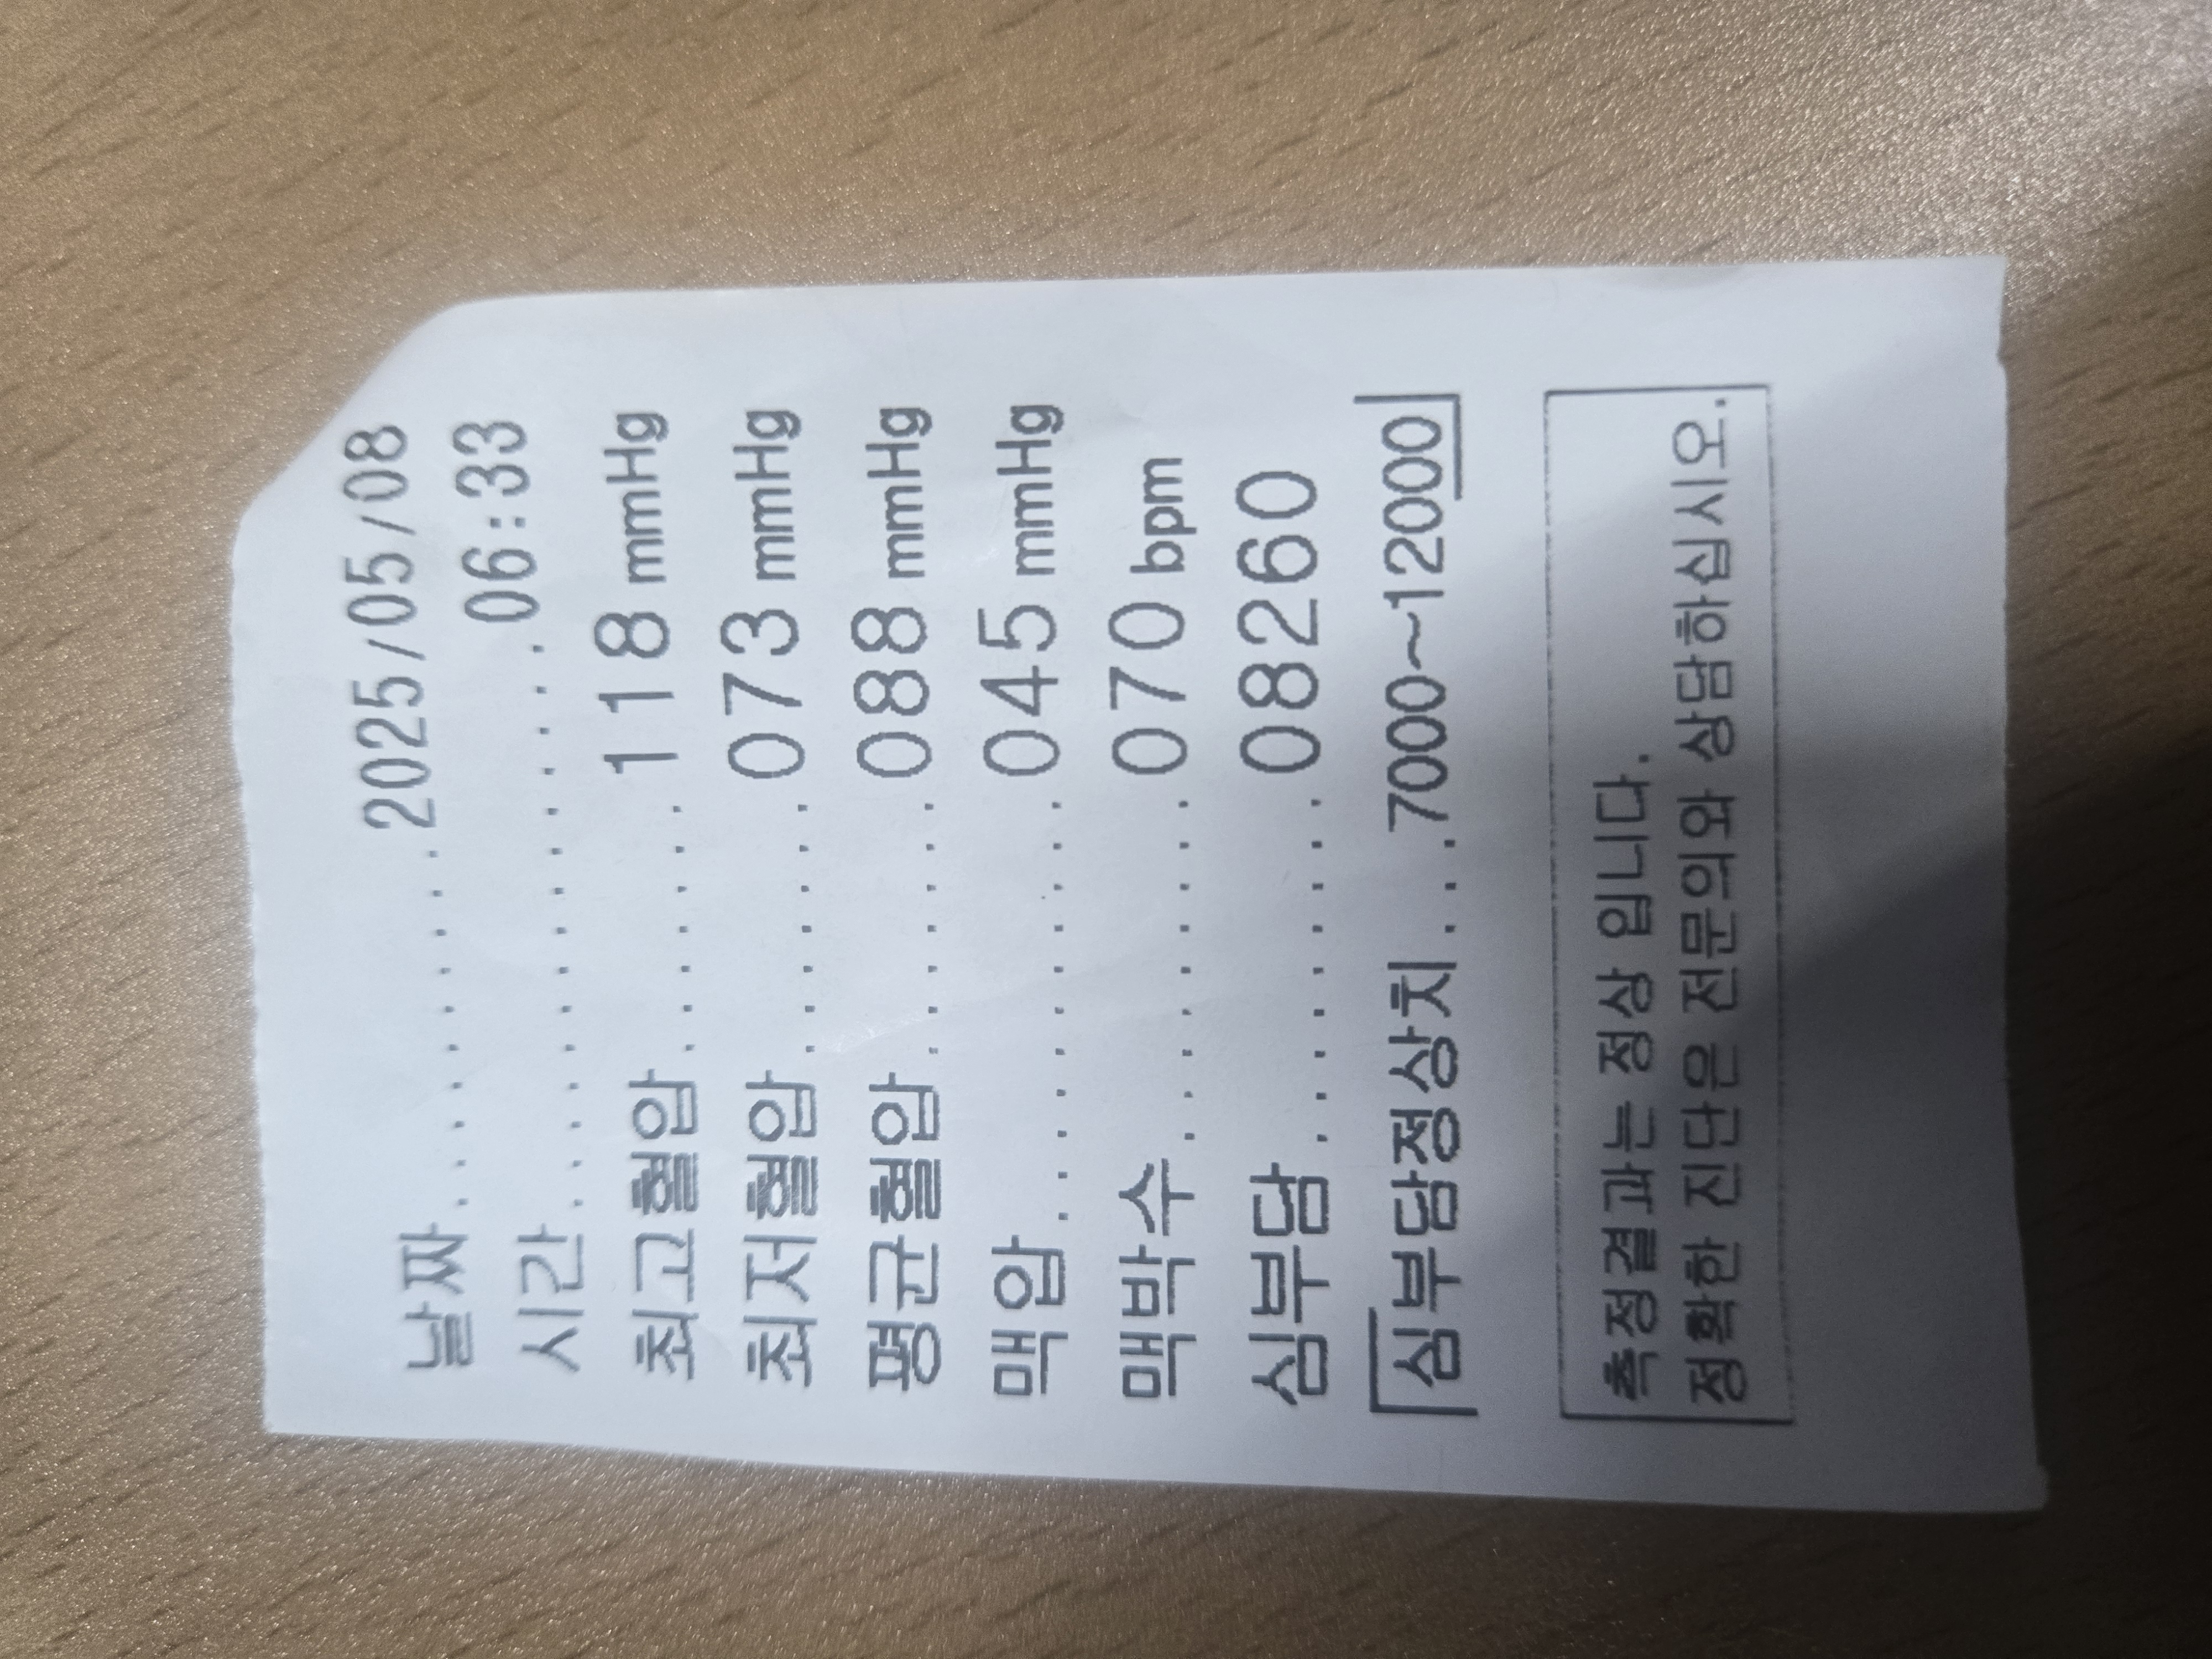 날짜.............2025/05/08
시간................06:33
최고혈압.......118 mmHg
최저혈압.......073 mmHg
평균혈압.......088 mmHg
맥압...........045 mmHg
맥박수.........070 bpm
심부담.........08260
심부담정상치...7000~12000
측정결과는 정상 입니다.
정확한 진단은 전문의와 상담하십시오.